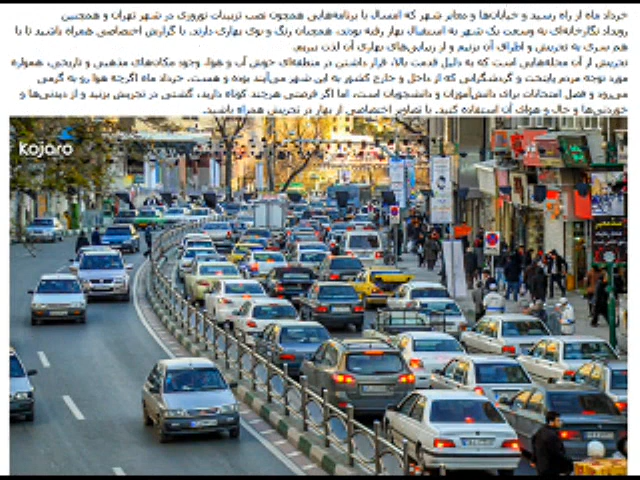 خرداد ماه از راه رسید و خیابان‌ها و معابر شهر که امسال با برنامه‌هایی همچون نصب تزیینات نوروزی در شهر تهران و همچنین
رویداد نگارخانه‌ای به وسعت یک شهر به استقبال بهار رفته بودند، همچنان رنگ و بوی بهاری دارند. با گزارش اختصاصی همراه باشید تا با
هم سری به تجریش و اطراف آن بزنیم و از زیبایی‌های بهاری آن لذت ببریم.
تجریش از آن محله‌هایی است که به دلیل قدمت بالا، قرار داشتن در منطقه‌ای خوش آب و هوا، وجود مکان‌های مذهبی و تاریخی، همواره
مورد توجه مردم پایتخت و گردشگرانی که از داخل و خارج کشور به این شهر می‌آیند بوده و هست. خرداد ماه اگرچه هوا رو به گرمی
می‌رود و فصل امتحانات برای دانش‌آموزان و دانشجویان است، اما اگر فرصتی هرچند کوتاه دارید، گشتی در تجریش بزنید و از دیدنی‌ها و
خوردنی‌ها و حال و هوای آن استفاده کنید. با تصاویر اختصاصی از بهار در تجریش همراه باشید.
kojaro